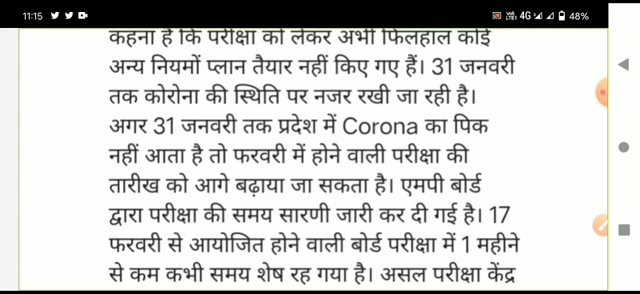 11:15 4G 48%
कहना है कि परीक्षा को लेकर अभी फिलहाल कोई
अन्य नियमों प्लान तैयार नहीं किए गए हैं। 31 जनवरी
तक कोरोना की स्थिति पर नजर रखी जा रही है।
अगर 31 जनवरी तक प्रदेश में Corona का पिक
नहीं आता है तो फरवरी में होने वाली परीक्षा की
तारीख को आगे बढ़ाया जा सकता है। एमपी बोर्ड
द्वारा परीक्षा की समय सारणी जारी कर दी गई है। 17
फरवरी से आयोजित होने वाली बोर्ड परीक्षा में 1 महीने
से कम कभी समय शेष रह गया है। असल परीक्षा केंद्र